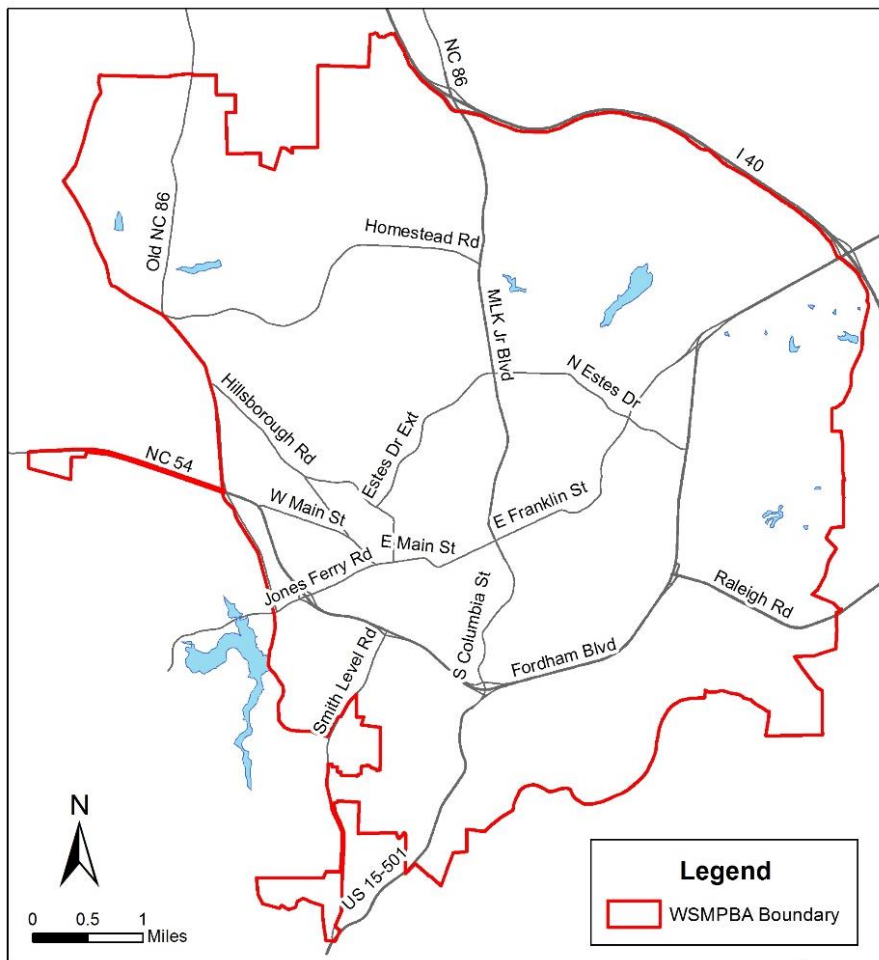 NC 86
I 40
Old NC 86
Homestead Rd
MLK Jr Blvd
N Estes Dr
Hillsborough Rd
Estes Dr Ext
NC 54
W Main St
E Franklin St
E Main St
Jones Ferry Rd
Raleigh Rd
S Columbia St
Fordham Blvd
Smith Level Rd
US 15-501
N
0 0.5 1
Miles
Legend
WSMPBA Boundary